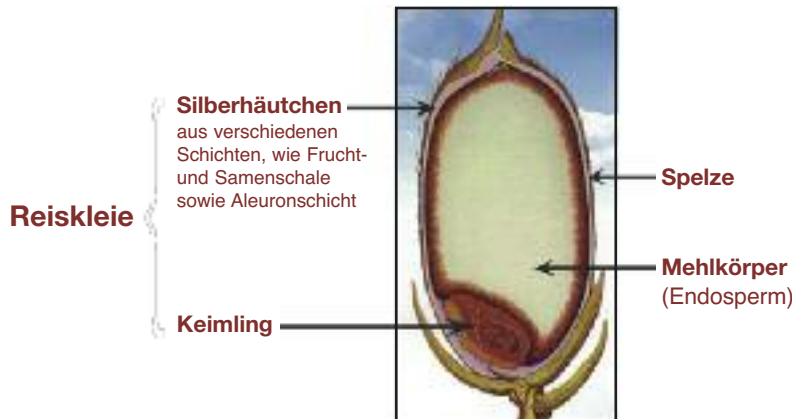 Silberhäutchen
aus verschiedenen
Schichten, wie Frucht-
und Samenschale
sowie Aleuronschicht
Reiskleie
Keimling
Spelze
Mehlkörper
(Endosperm)